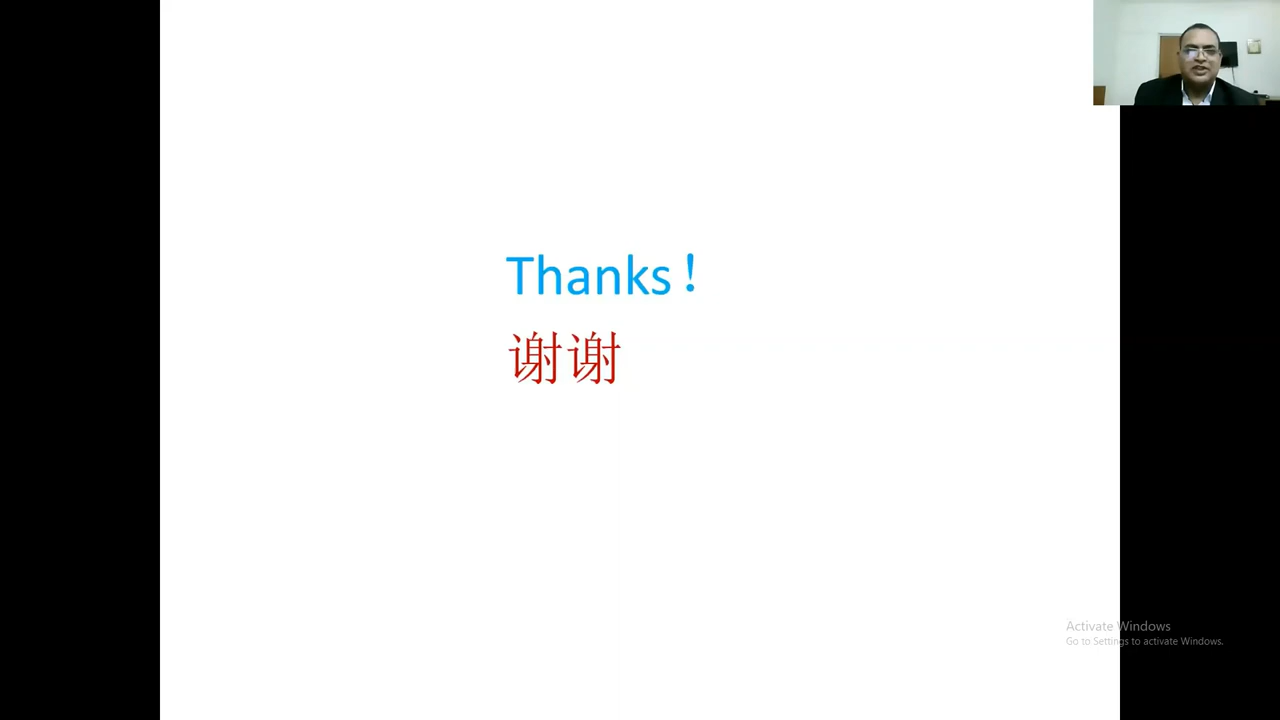 Thanks！
谢谢
Activate Windows
Go to Settings to activate Windows.